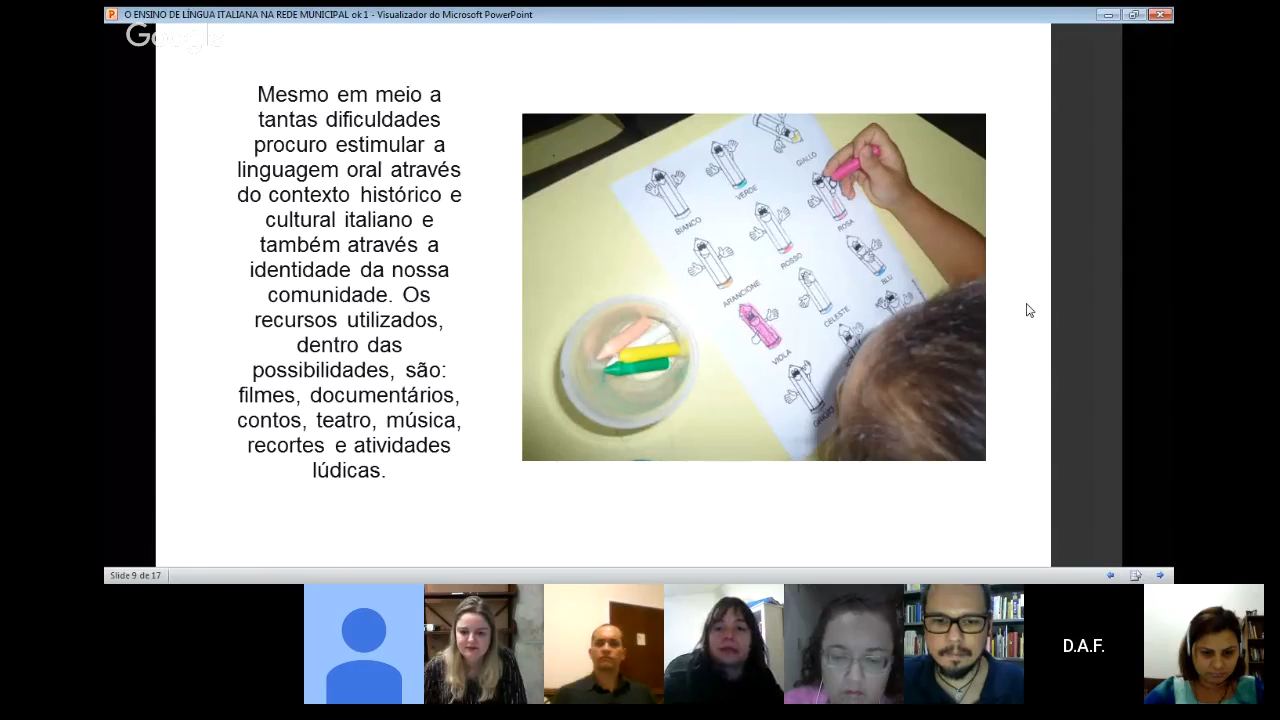 O ENSINO DE LÍNGUA ITALIANA NA REDE MUNICIPAL ok 1 - Visualizador do Microsoft PowerPoint
Google
Mesmo em meio a
tantas dificuldades
procuro estimular a
linguagem oral através
do contexto histórico e
cultural italiano e
também através a
identidade da nossa
comunidade. Os
recursos utilizados,
dentro das
possibilidades, são:
filmes, documentários,
contos, teatro, música,
recortes e atividades
lúdicas.
GIALLO
VERDE
BIANCO
ROSA
ROSSO
BLU
ARANCIONE
CELESTE
VIOLA
Slide 9 de 17
D.A.F.